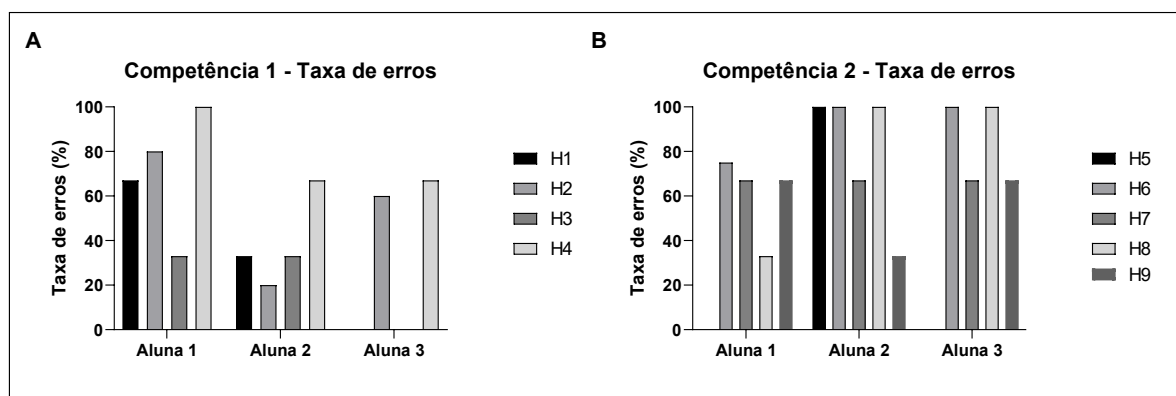 A
Competência 1 - Taxa de erros
Taxa de erros (%)
100
80
60
40
20
0
Aluna 1
Aluna 2
Aluna 3
H1
H2
H3
H4
B
Competência 2 - Taxa de erros
Taxa de erros (%)
100
80
60
40
20
0
Aluna 1
Aluna 2
Aluna 3
H5
H6
H7
H8
H9